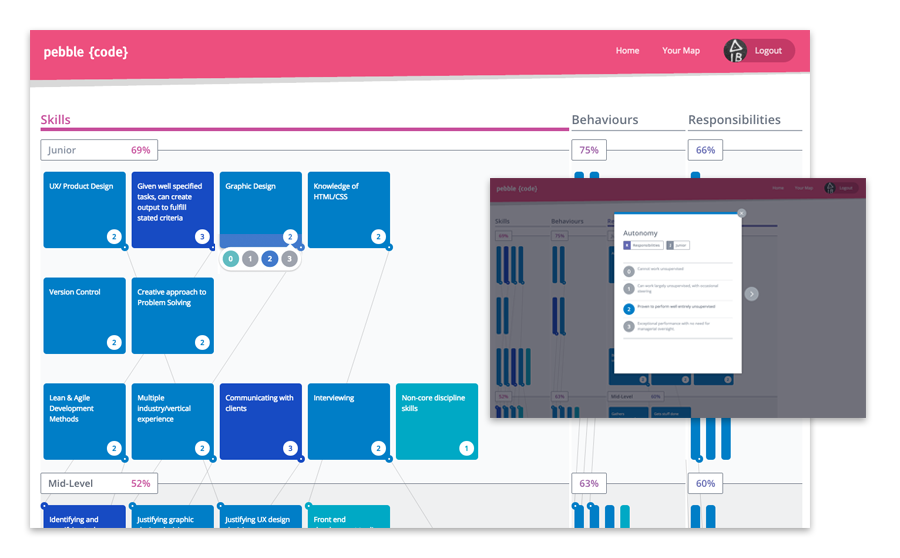 pebble {code}
Home
Your Map
Logout
Skills
Behaviours
Responsibilities
Junior
69%
75%
66%
UX/ Product Design
2
Given well specified
tasks, can create
output to fulfill
stated criteria
3
Graphic Design
2
0
1
2
3
Knowledge of
HTML/CSS
2
Version Control
2
Creative approach to
Problem Solving
2
Lean & Agile
Development
Methods
2
Multiple
Industry/vertical
experience
2
Communicating with
clients
3
Interviewing
2
Non-core discipline
skills
1
Mid-Level
52%
63%
60%
Identifying and
Justifying graphic
Justifying UX design
Front end
pebble {code}
Home
Your Map
Logout
Skills
Behaviours
69%
75%
Autonomy
Responsibilities
Junior
0
Cannot work unsupervised
1
Can work largely unsupervised, with occasional
steering
2
Proven to perform well entirely unsupervised
3
Exceptional performance with no need for
managerial oversight
52%
63%
Mid-Level
60%